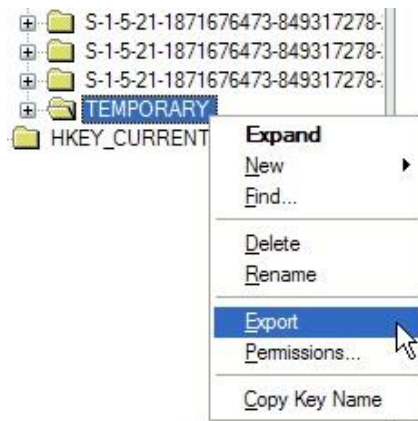 S-1-5-21-1871676473-849317278-
S-1-5-21-1871676473-849317278-
S-1-5-21-1871676473-849317278-
TEMPORARY
HKEY_CURRENT
Expand
New
Find...
Delete
Rename
Export
Permissions...
Copy Key Name